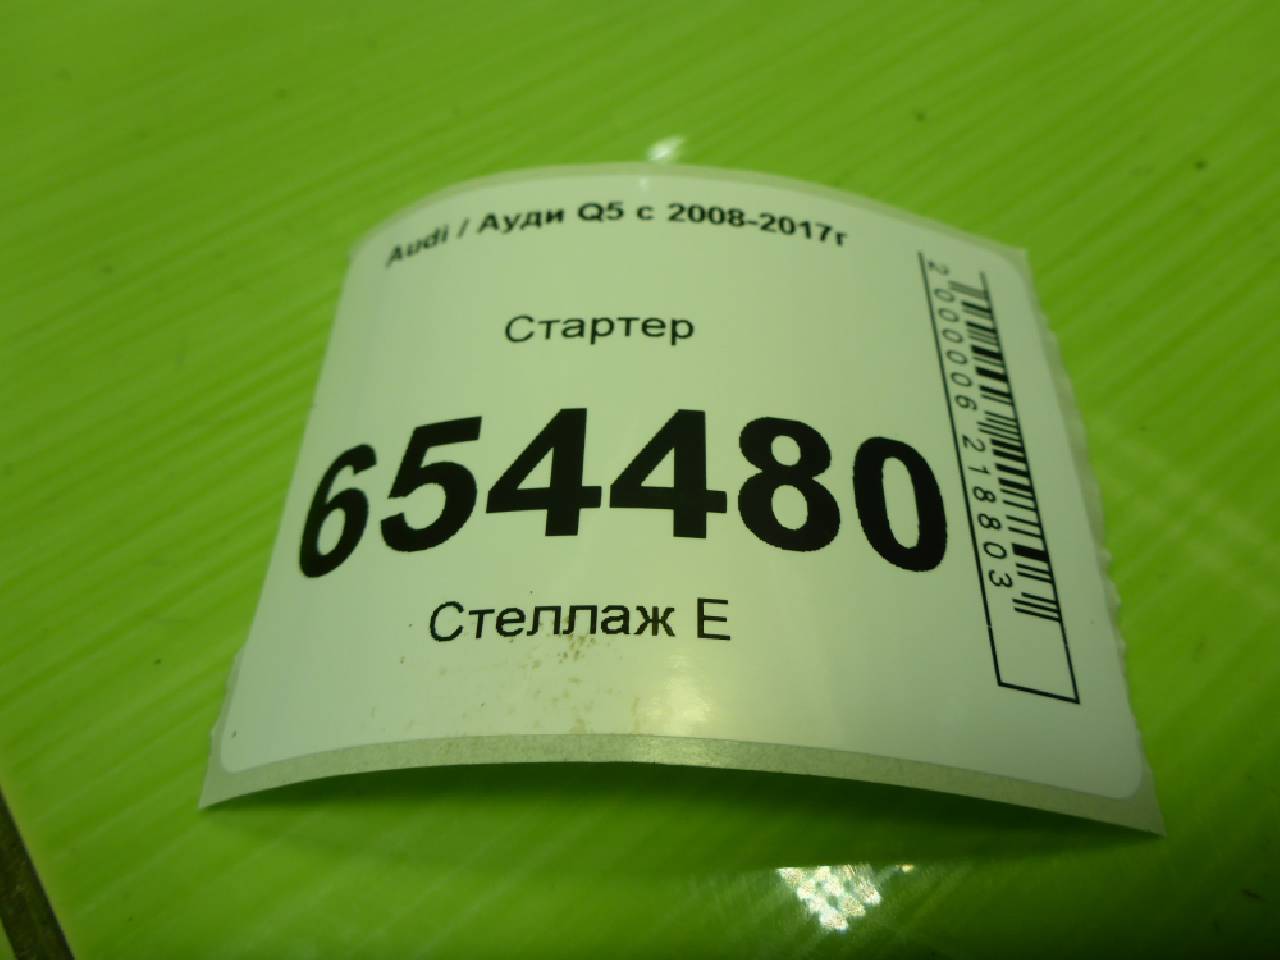 Audi / Ауди Q5 с 2008-2017г
Стартер
654480
Стеллаж Е
2000006218803